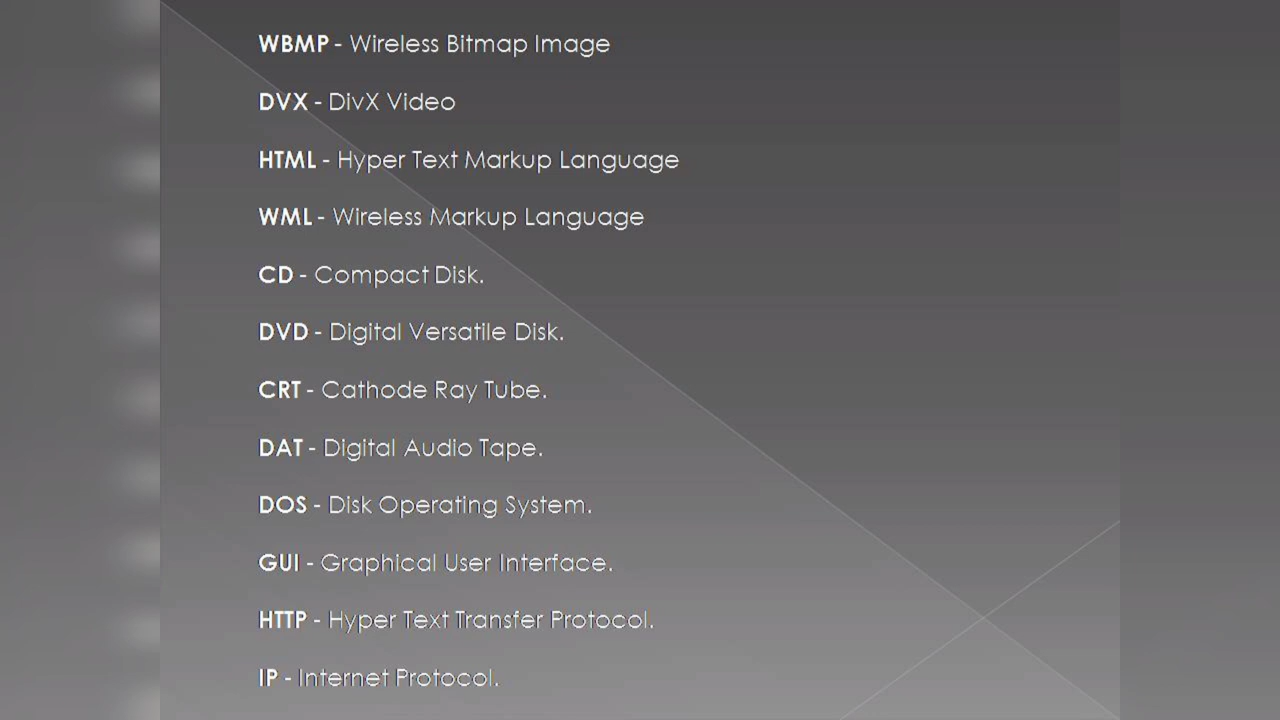 WBMP - Wireless Bitmap Image
DVX - DivX Video
HTML - Hyper Text Markup Language
WML - Wireless Markup Language
CD - Compact Disk.
DVD - Digital Versatile Disk.
CRT - Cathode Ray Tube.
DAT - Digital Audio Tape.
DOS - Disk Operating System.
GUI - Graphical User Interface.
HTTP - Hyper Text Transfer Protocol.
IP - Internet Protocol.